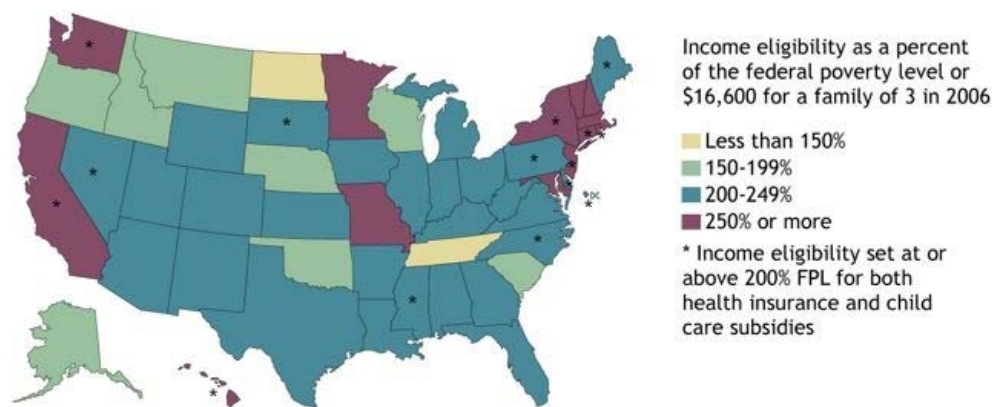 Income eligibility as a percent
of the federal poverty level or
$16,600 for a family of 3 in 2006
Less than 150%
150-199%
200-249%
250% or more
* Income eligibility set at or
above 200% FPL for both
health insurance and child
care subsidies
DC